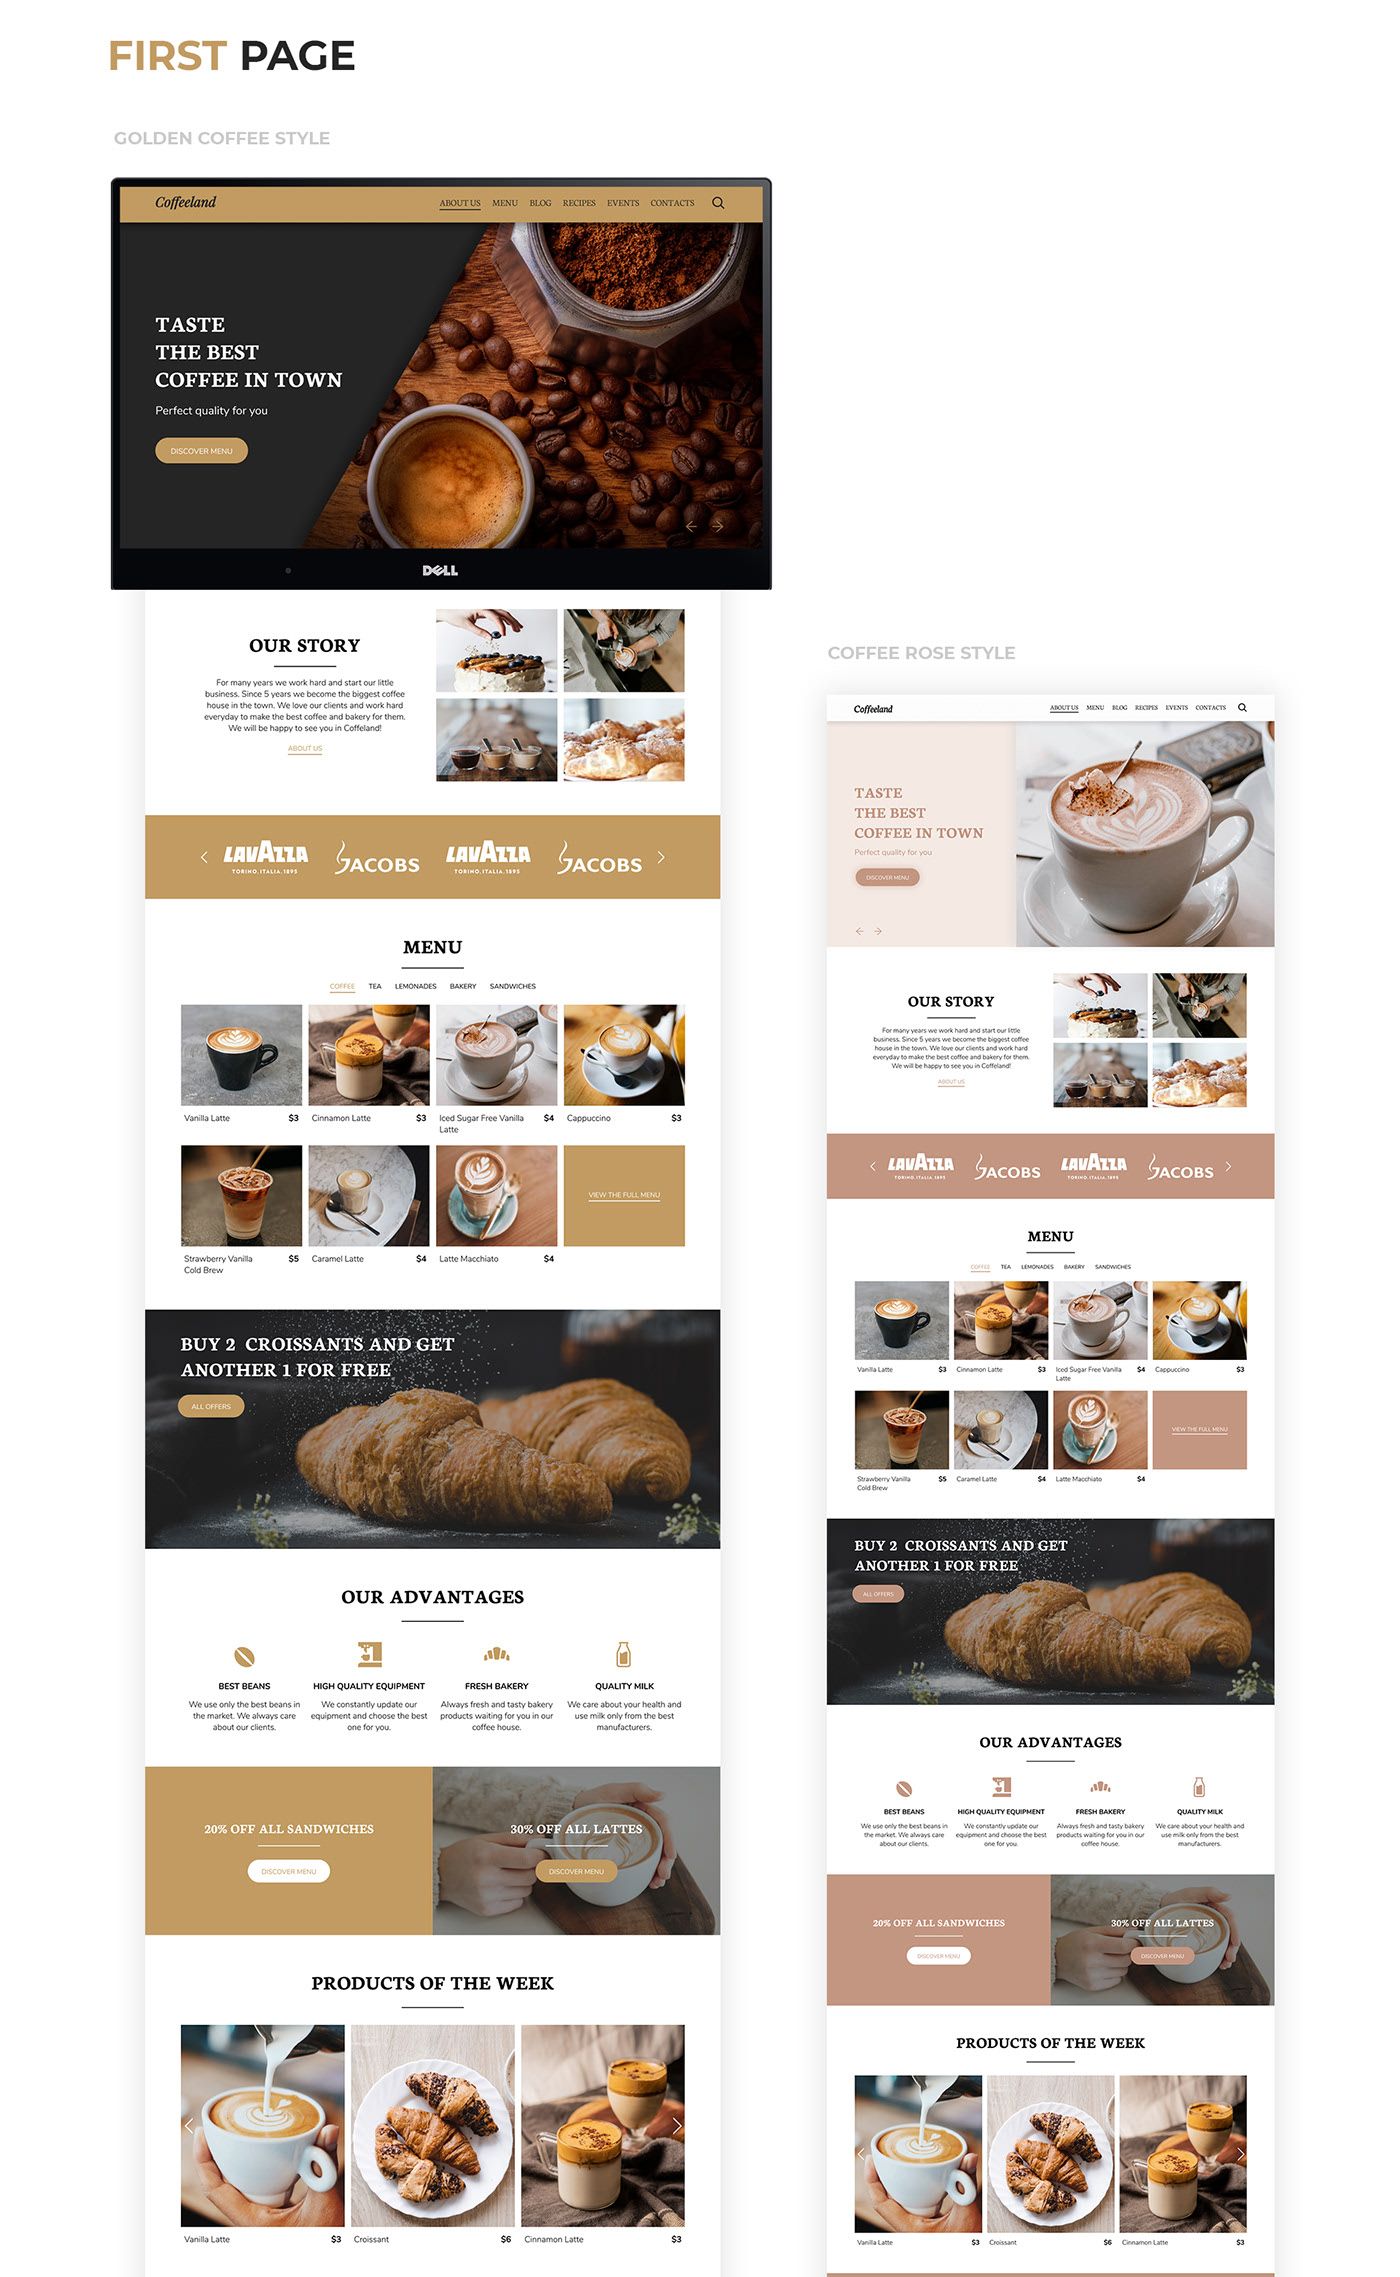 FIRST PAGE
GOLDEN COFFEE STYLE
Coffeeland
ABOUT US MENU BLOG RECIPES EVENTS CONTACTS
TASTE
THE BEST
COFFEE IN TOWN
Perfect quality for you
DISCOVER MENU
DELL
OUR STORY
For many years we work hard and start our little
business. Since 5 years we become the biggest coffee
house in the town. We love our clients and work hard
everyday to make the best coffee and bakery for them.
We will be happy to see you in Coffeland!
ABOUT US
LAVAZZA
TORINO, ITALIA, 1895
JACOBS
LAVAZZA
TORINO, ITALIA, 1895
JACOBS
MENU
COFFEE TEA LEMONADES BAKERY SANDWICHES
Vanilla Latte $3
Cinnamon Latte $3
Iced Sugar Free Vanilla $4
Latte
Cappuccino $3
Strawberry Vanilla $5
Cold Brew
Caramel Latte $4
Latte Macchiato $4
VIEW THE FULL MENU
BUY 2 CROISSANTS AND GET
ANOTHER 1 FOR FREE
ALL OFFERS
OUR ADVANTAGES
BEST BEANS
We use only the best beans in
the market. We always care
about our clients.
HIGH QUALITY EQUIPMENT
We constantly update our
equipment and choose the best
one for you.
FRESH BAKERY
Always fresh and tasty bakery
products waiting for you in our
coffee house.
QUALITY MILK
We care about your health and
use milk only from the best
manufacturers.
20% OFF ALL SANDWICHES
DISCOVER MENU
30% OFF ALL LATTES
DISCOVER MENU
PRODUCTS OF THE WEEK
Vanilla Latte $3
Croissant $6
Cinnamon Latte $3
COFFEE ROSE STYLE
Coffeeland
ABOUT US MENU BLOG RECIPES EVENTS CONTACTS
TASTE
THE BEST
COFFEE IN TOWN
Perfect quality for you
DISCOVER MENU
OUR STORY
For many years we work hard and start our little
business. Since 5 years we become the biggest coffee
house in the town. We love our clients and work hard
everyday to make the best coffee and bakery for them.
We will be happy to see you in Coffeland!
ABOUT US
LAVAZZA
TORINO, ITALIA, 1895
JACOBS
LAVAZZA
TORINO, ITALIA, 1895
JACOBS
MENU
COFFEE TEA LEMONADES BAKERY SANDWICHES
Vanilla Latte $3
Cinnamon Latte $3
Iced Sugar Free Vanilla $4
Latte
Cappuccino $3
Strawberry Vanilla $5
Cold Brew
Caramel Latte $4
Latte Macchiato $4
VIEW THE FULL MENU
BUY 2 CROISSANTS AND GET
ANOTHER 1 FOR FREE
ALL OFFERS
OUR ADVANTAGES
BEST BEANS
We use only the best beans in
the market. We always care
about our clients.
HIGH QUALITY EQUIPMENT
We constantly update our
equipment and choose the best
one for you.
FRESH BAKERY
Always fresh and tasty bakery
products waiting for you in our
coffee house.
QUALITY MILK
We care about your health and
use milk only from the best
manufacturers.
20% OFF ALL SANDWICHES
DISCOVER MENU
30% OFF ALL LATTES
DISCOVER MENU
PRODUCTS OF THE WEEK
Vanilla Latte $3
Croissant $6
Cinnamon Latte $3